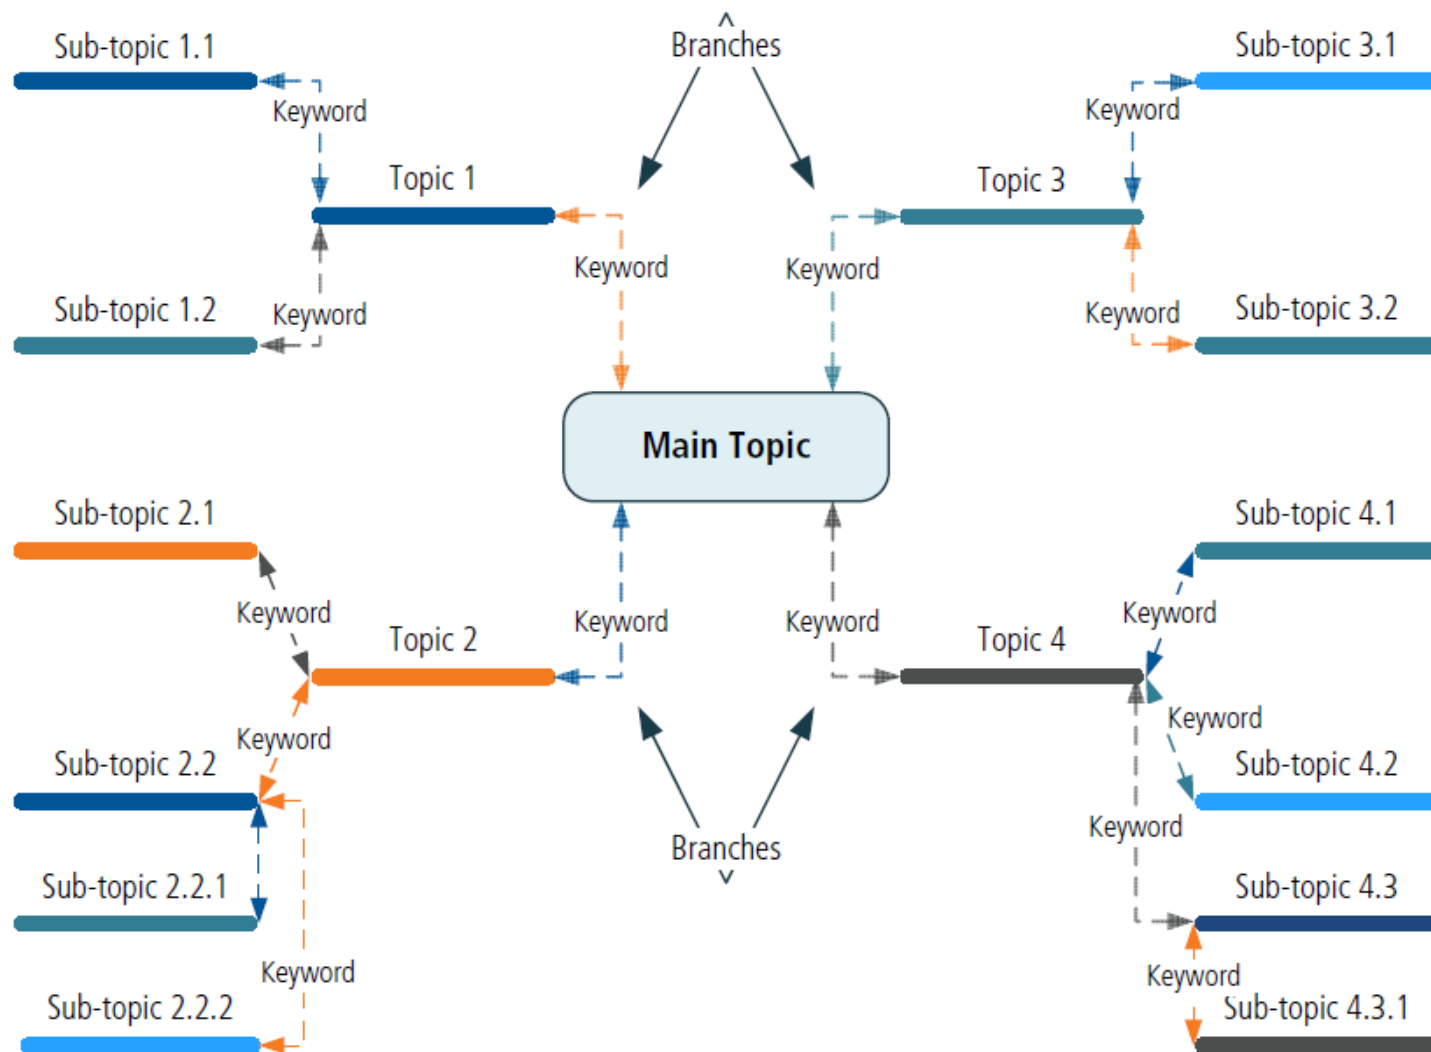 Sub-topic 1.1
Branches
Sub-topic 3.1
Keyword
Keyword
Topic 1
Topic 3
Keyword
Keyword
Sub-topic 1.2
Keyword
Keyword
Sub-topic 3.2
Main Topic
Sub-topic 2.1
Sub-topic 4.1
Keyword
Keyword
Keyword
Keyword
Topic 2
Topic 4
Keyword
Keyword
Sub-topic 2.2
Sub-topic 4.2
Keyword
Branches
Sub-topic 2.2.1
Sub-topic 4.3
Keyword
Keyword
Sub-topic 2.2.2
Sub-topic 4.3.1